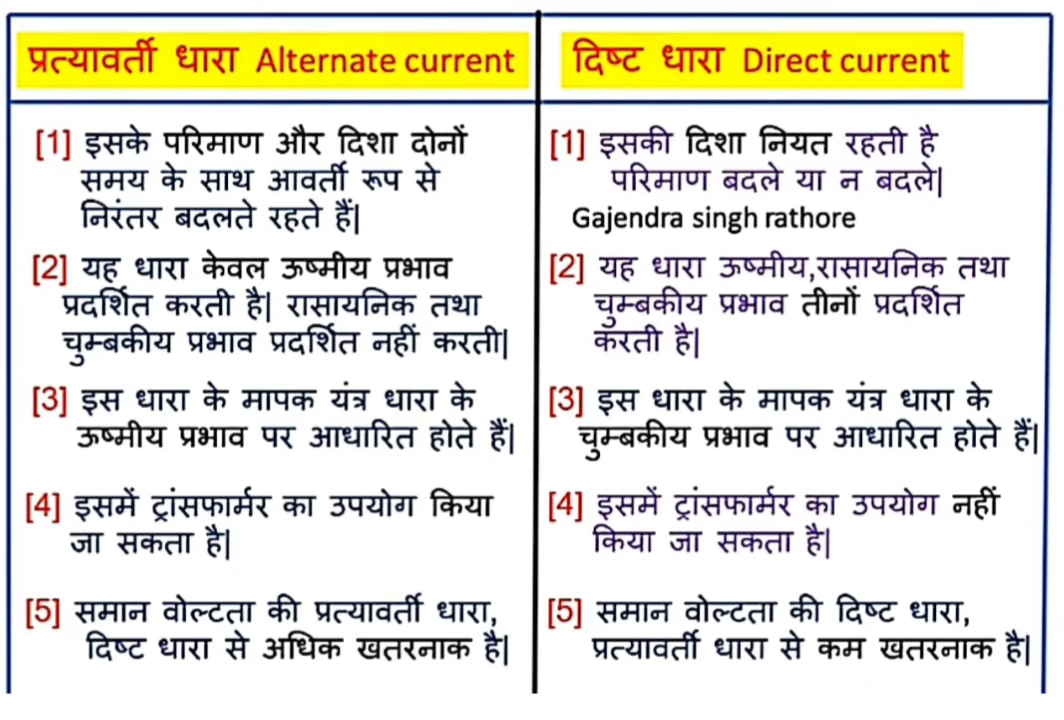 प्रत्यावर्ती धारा Alternate current
[1] इसके परिमाण और दिशा दोनों
समय के साथ आवर्ती रूप से
निरंतर बदलते रहते हैं|
[2] यह धारा केवल ऊष्मीय प्रभाव
प्रदर्शित करती है| रासायनिक तथा
चुम्बकीय प्रभाव प्रदर्शित नहीं करती|
[3] इस धारा के मापक यंत्र धारा के
ऊष्मीय प्रभाव पर आधारित होते हैं|
[4] इसमें ट्रांसफार्मर का उपयोग किया
जा सकता है|
[5] समान वोल्टता की प्रत्यावर्ती धारा,
दिष्ट धारा से अधिक खतरनाक है|
दिष्ट धारा Direct current
[1] इसकी दिशा नियत रहती है
परिमाण बदले या न बदले|
Gajendra singh rathore
[2] यह धारा ऊष्मीय,रासायनिक तथा
चुम्बकीय प्रभाव तीनों प्रदर्शित
करती है|
[3] इस धारा के मापक यंत्र धारा के
चुम्बकीय प्रभाव पर आधारित होते हैं|
[4] इसमें ट्रांसफार्मर का उपयोग नहीं
किया जा सकता है|
[5] समान वोल्टता की दिष्ट धारा,
प्रत्यावर्ती धारा से कम खतरनाक है|